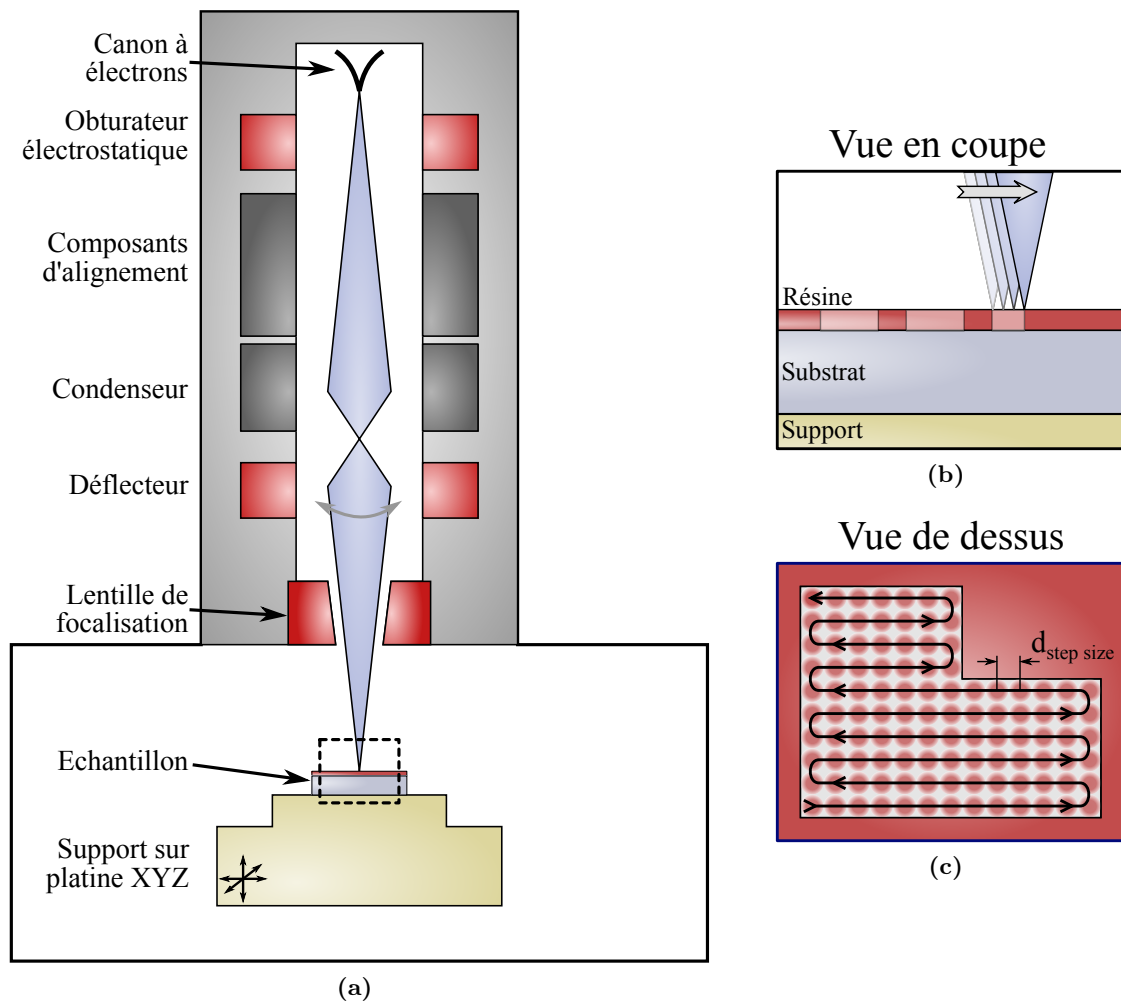 Canon à
électrons
Obturateur
électrostatique
Composants
d'alignement
Condenseur
Déflecteur
Lentille de
focalisation
Echantillon
Support sur
platine XYZ
(a)
Vue en coupe
Résine
Substrat
Support
(b)
Vue de dessus
d step size
(c)